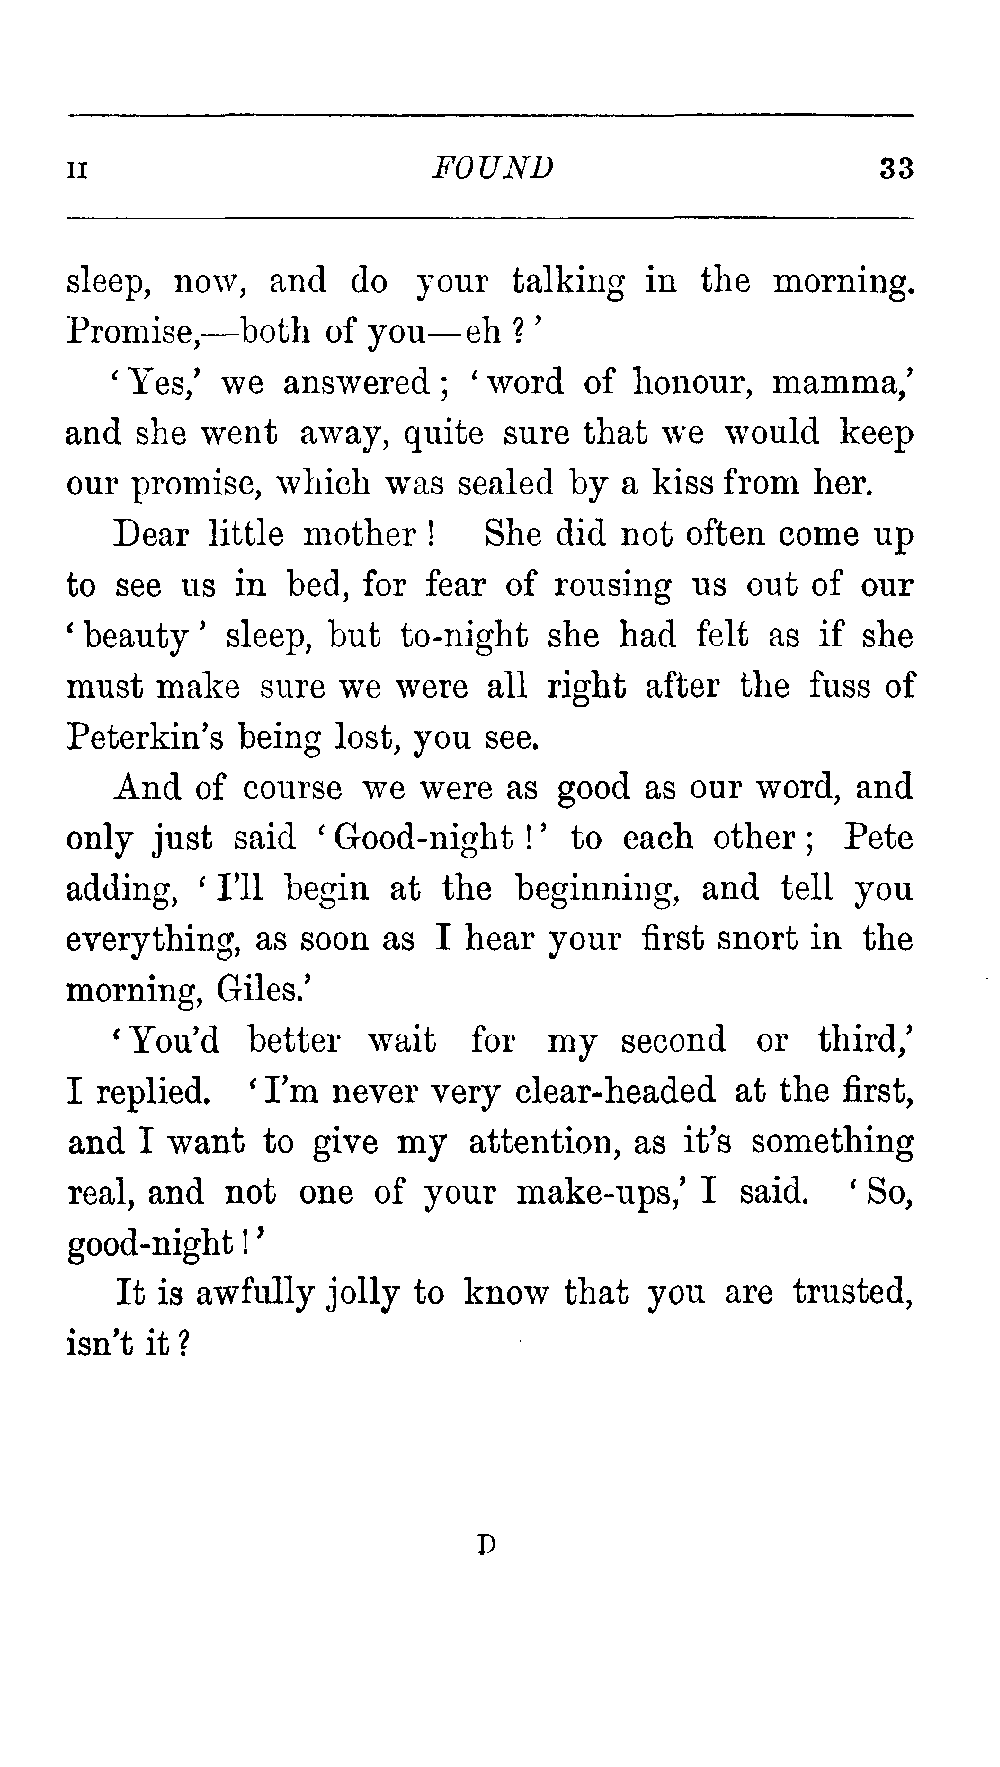 II FOUND 33
sleep, now, and do your talking in the morning.
Promise,—both of you—eh ? ’
‘ Yes,’ we answered ; ‘ word of honour, mamma,’
and she went away, quite sure that we would keep
our promise, which was sealed by a kiss from her.
Dear little mother ! She did not often come up
to see us in bed, for fear of rousing us out of our
‘ beauty ’ sleep, but to-night she had felt as if she
must make sure we were all right after the fuss of
Peterkin’s being lost, you see.
And of course we were as good as our word, and
only just said ‘ Good-night ! ’ to each other ; Pete
adding, ‘ I’ll begin at the beginning, and tell you
everything, as soon as I hear your first snort in the
morning, Giles.’
‘ You’d better wait for my second or third,’
I replied. ‘ I’m never very clear-headed at the first,
and I want to give my attention, as it’s something
real, and not one of your make-ups,’ I said. ‘ So,
good-night ! ’
It is awfully jolly to know that you are trusted,
isn’t it ?
D